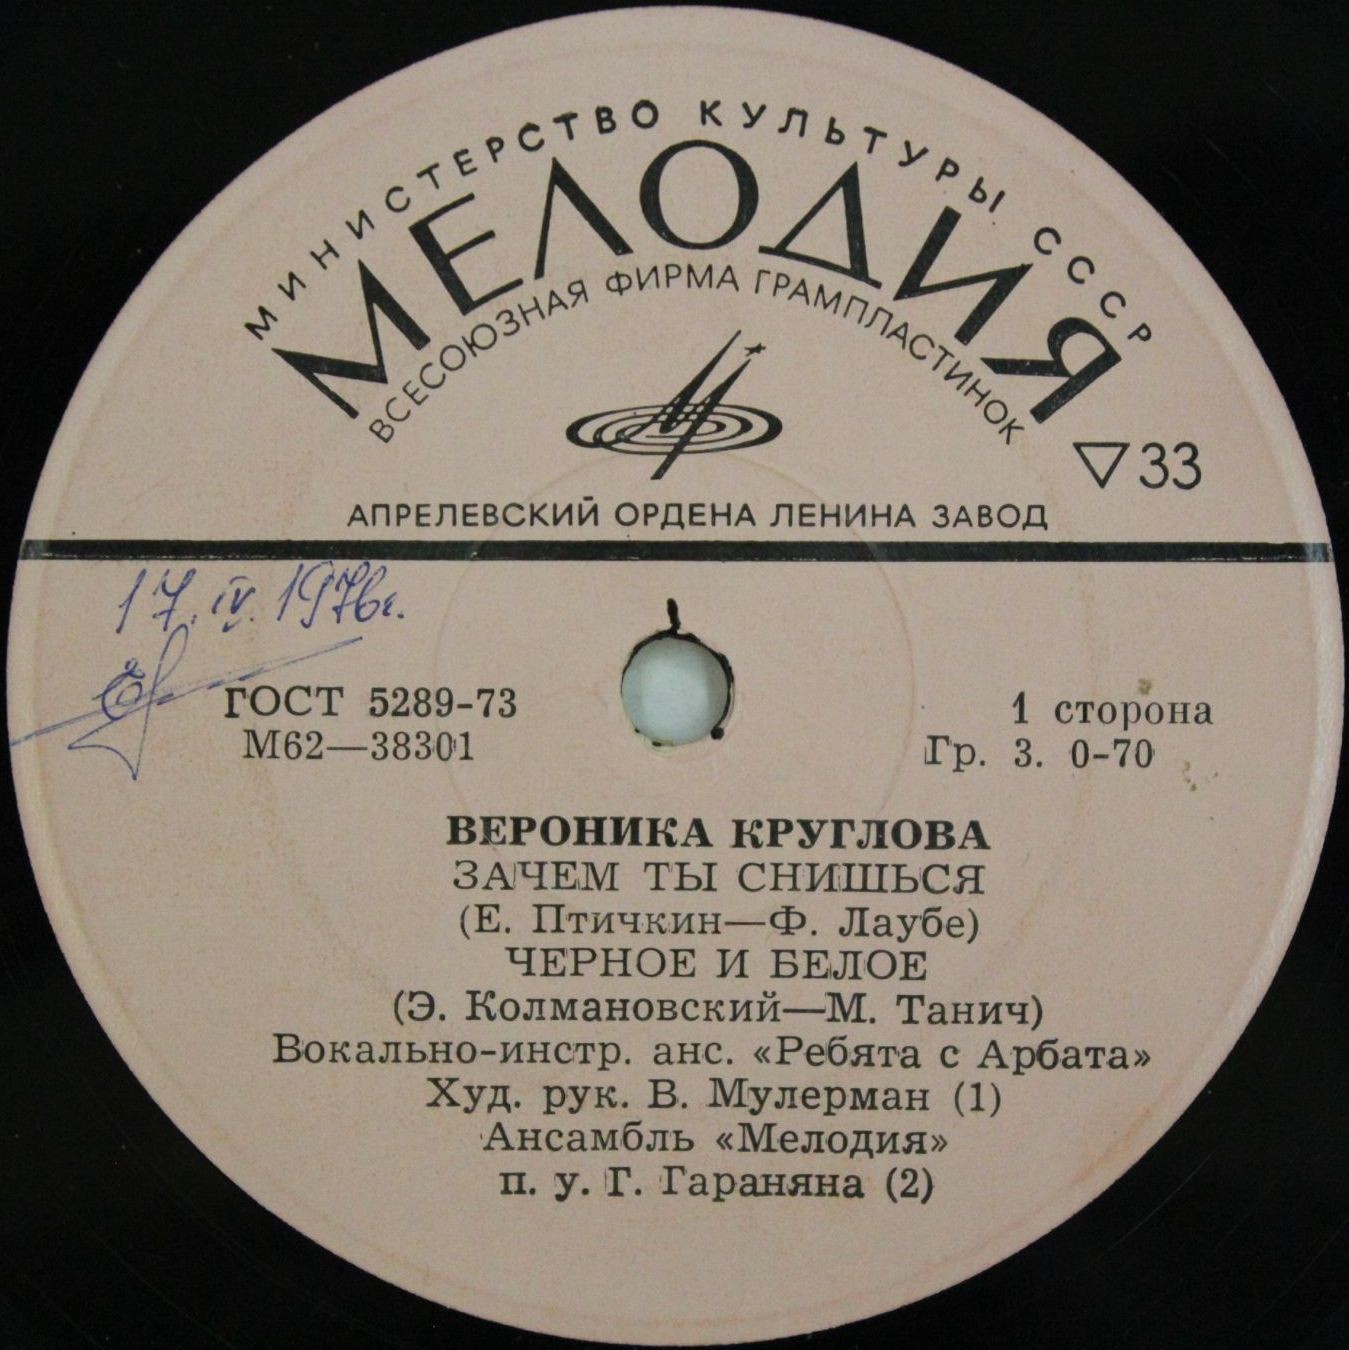 МИНИСТЕРСТВО КУЛЬТУРЫ СССР
МЕЛОДИЯ
ВСЕСОЮЗНАЯ ФИРМА ГРАМПЛАСТИНОК
▽33
АПРЕЛЕВСКИЙ ОРДЕНА ЛЕНИНА ЗАВОД
17.IV.1976г.
ГОСТ 5289-73
М62—38301
1 сторона
Гр. 3. 0-70
ВЕРОНИКА КРУГЛОВА
ЗАЧЕМ ТЫ СНИШЬСЯ
(Е. Птичкин—Ф. Лаубе)
ЧЕРНОЕ И БЕЛОЕ
(Э. Колмановский—М. Танич)
Вокально-инстр. анс. «Ребята с Арбата»
Худ. рук. В. Мулерман (1)
Ансамбль «Мелодия»
п. у. Г. Гараняна (2)